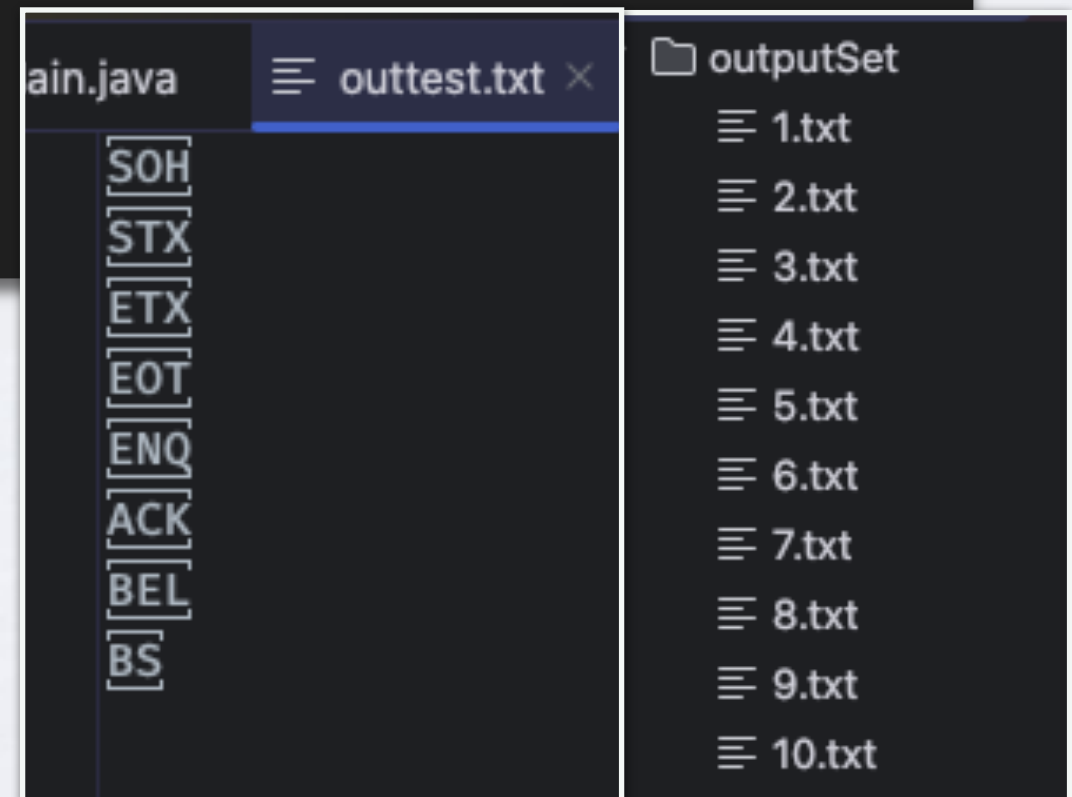 ain.java
outtest.txt
SOH
STX
ETX
EOT
ENQ
ACK
BEL
BS
outputSet
1.txt
2.txt
3.txt
4.txt
5.txt
6.txt
7.txt
8.txt
9.txt
10.txt